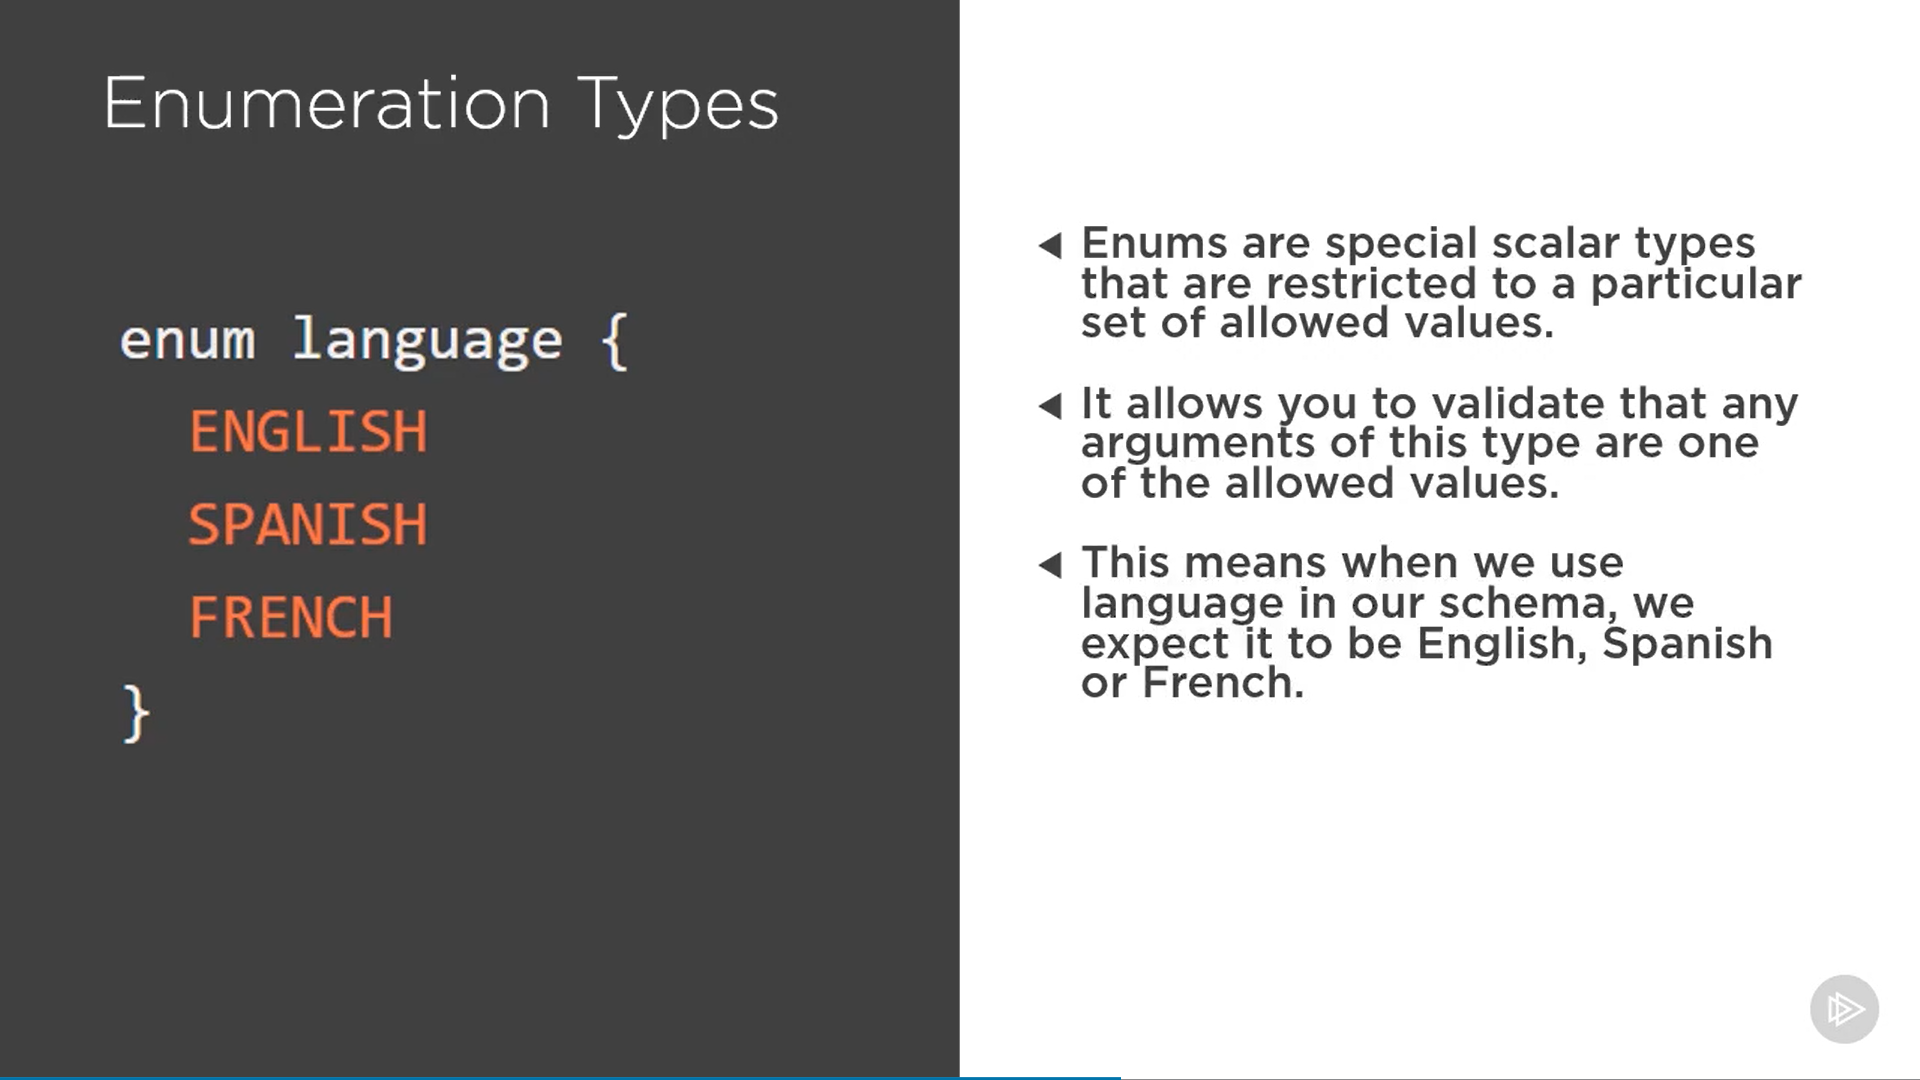 Enumeration Types
enum language {
ENGLISH
SPANISH
FRENCH
}
Enums are special scalar types
that are restricted to a particular
set of allowed values.
It allows you to validate that any
arguments of this type are one
of the allowed values.
This means when we use
language in our schema, we
expect it to be English, Spanish
or French.